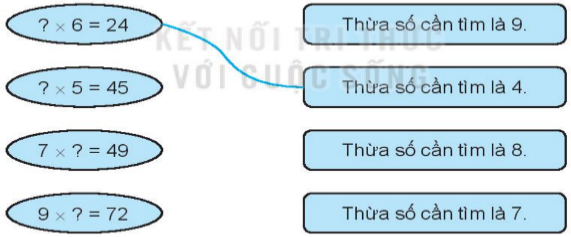 ? × 6 = 24
Thừa số cần tìm là 9.
KẾT NỐI TRI THỨC
VỚI CUỘC SỐNG
? × 5 = 45
Thừa số cần tìm là 4.
7 × ? = 49
Thừa số cần tìm là 8.
9 × ? = 72
Thừa số cần tìm là 7.